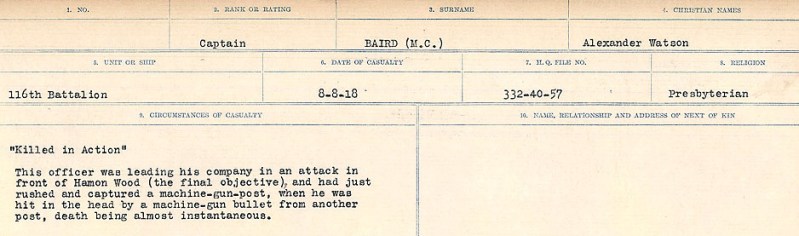 1. NO. 2. RANK OR RATING 3. SURNAME 4. CHRISTIAN NAMES
Captain BAIRD (M.C.) Alexander Watson
5. UNIT OR SHIP 6. DATE OF CASUALTY 7. H.Q. FILE NO. 8. RELIGION
116th Battalion 8-8-18 332-40-57 Presbyterian
9. CIRCUMSTANCES OF CASUALTY 10. NAME, RELATIONSHIP AND ADDRESS OF NEXT OF KIN
"Killed in Action"
This officer was leading his company in an attack in
front of Hamon Wood (the final objective), and had just
rushed and captured a machine-gun-post, when he was
hit in the head by a machine-gun bullet from another
post, death being almost instantaneous.